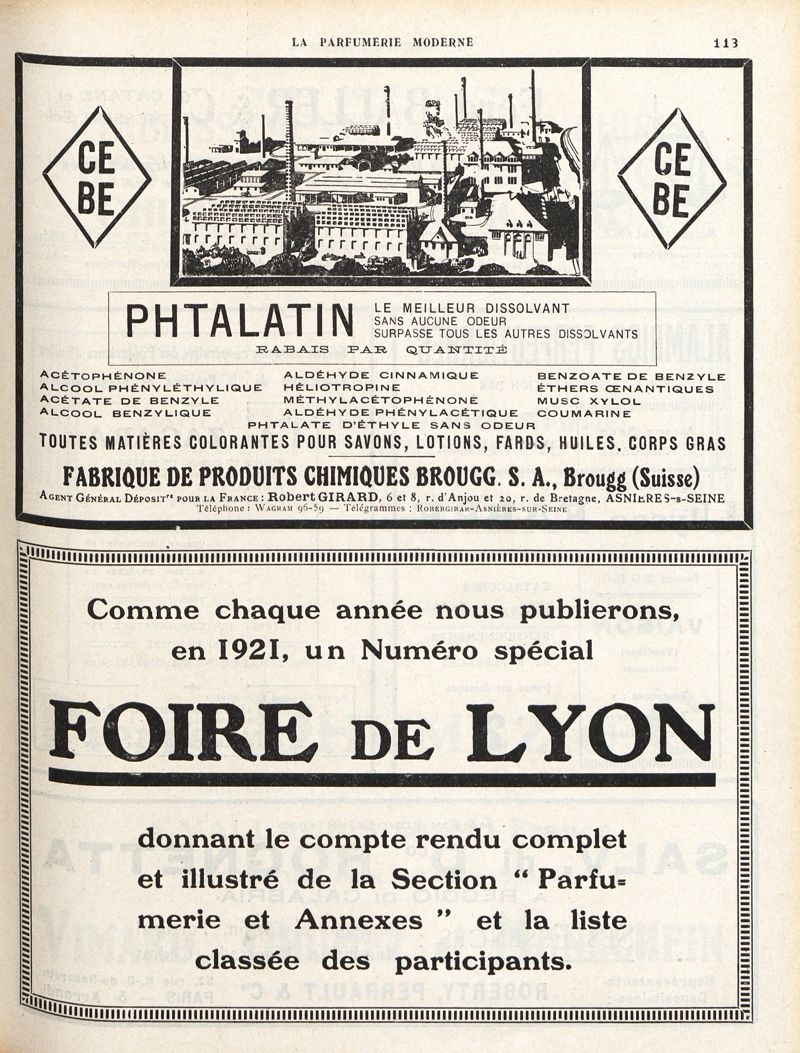 LA PARFUMERIE MODERNE 113
CE
BE
CE
BE
PHTALATIN
LE MEILLEUR DISSOLVANT
SANS AUCUNE ODEUR
SURPASSE TOUS LES AUTRES DISSOLVANTS
RABAIS PAR QUANTITÉ
ACÉTOPHÉNONE
ALCOOL PHÉNYLÉTHYLIQUE
ACÉTATE DE BENZYLE
ALCOOL BENZYLIQUE
ALDÉHYDE CINNAMIQUE
HÉLIOTROPINE
MÉTHYLACÉTOPHÉNONE
ALDÉHYDE PHÉNYLACÉTIQUE
BENZOATE DE BENZYLE
ÉTHERS ŒNANTIQUES
MUSC XYLOL
COUMARINE
PHTALATE D'ÉTHYLE SANS ODEUR
TOUTES MATIÈRES COLORANTES POUR SAVONS, LOTIONS, FARDS, HUILES, CORPS GRAS
FABRIQUE DE PRODUITS CHIMIQUES BROUGG. S. A., Brougg (Suisse)
AGENT GÉNÉRAL DÉPOSITre POUR LA FRANCE : Robert GIRARD, 6 et 8, r. d'Anjou et 20, r. de Bretagne, ASNIÈRES-s-SEINE
Téléphone : WAGRAM 96-59 — Télégrammes : ROBERGIRAR-ASNIÈRES-SUR-SEINE
Comme chaque année nous publierons,
en 1921, un Numéro spécial
FOIRE DE LYON
donnant le compte rendu complet
et illustré de la Section “ Parfu=
merie et Annexes ” et la liste
classée des participants.